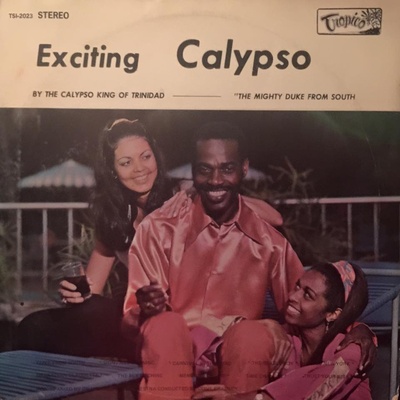 TSI-2023 STEREO
Tropico
Exciting Calypso
BY THE CALYPSO KING OF TRINIDAD "THE MIGHTY DUKE FROM SOUTH